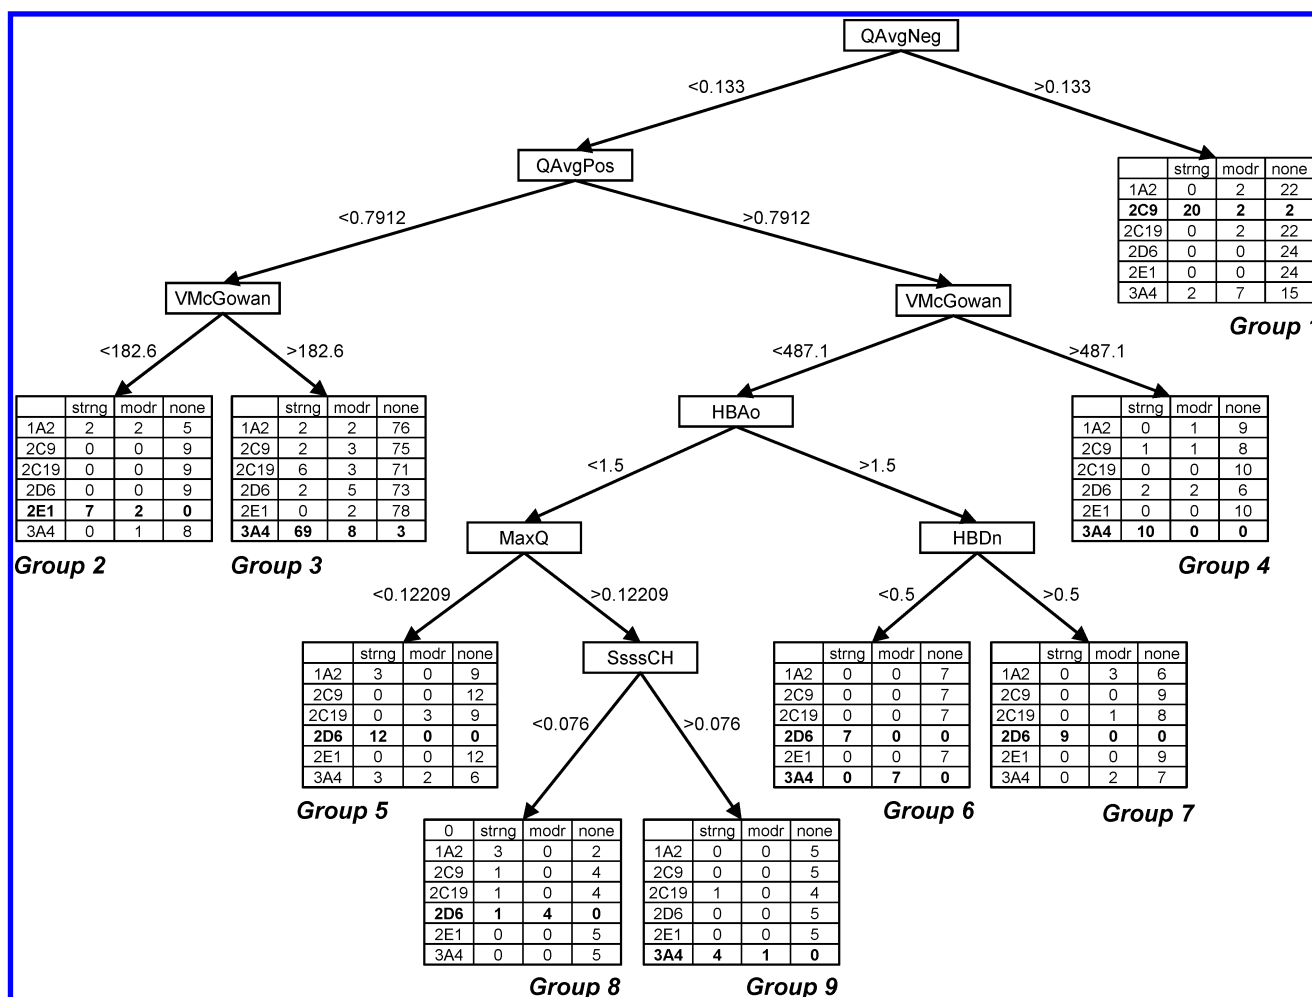 QAvgNeg
<0.133
>0.133
QAvgPos
strng modr none
1A2 0 2 22
2C9 20 2 2
2C19 0 2 22
2D6 0 0 24
2E1 0 0 24
3A4 2 7 15
Group 1
<0.7912
>0.7912
VMcGowan
VMcGowan
<182.6
>182.6
<487.1
>487.1
strng modr none
1A2 2 2 5
2C9 0 0 9
2C19 0 0 9
2D6 0 0 9
2E1 7 2 0
3A4 0 1 8
Group 2
strng modr none
1A2 2 2 76
2C9 2 3 75
2C19 6 3 71
2D6 2 5 73
2E1 0 2 78
3A4 69 8 3
Group 3
HBAo
strng modr none
1A2 0 1 9
2C9 1 1 8
2C19 0 0 10
2D6 2 2 6
2E1 0 0 10
3A4 10 0 0
Group 4
<1.5
>1.5
MaxQ
HBDn
<0.12209
>0.12209
<0.5
>0.5
strng modr none
1A2 3 0 9
2C9 0 0 12
2C19 0 3 9
2D6 12 0 0
2E1 0 0 12
3A4 3 2 6
Group 5
SssssCH
strng modr none
1A2 0 0 7
2C9 0 0 7
2C19 0 0 7
2D6 7 0 0
2E1 0 0 7
3A4 0 7 0
Group 6
strng modr none
1A2 0 3 6
2C9 0 0 9
2C19 0 1 8
2D6 9 0 0
2E1 0 0 9
3A4 0 2 7
Group 7
<0.076
>0.076
0 strng modr none
1A2 3 0 2
2C9 1 0 4
2C19 1 0 4
2D6 1 4 0
2E1 0 0 5
3A4 0 0 5
Group 8
strng modr none
1A2 0 0 5
2C9 0 0 5
2C19 1 0 4
2D6 0 0 5
2E1 0 0 5
3A4 4 1 0
Group 9